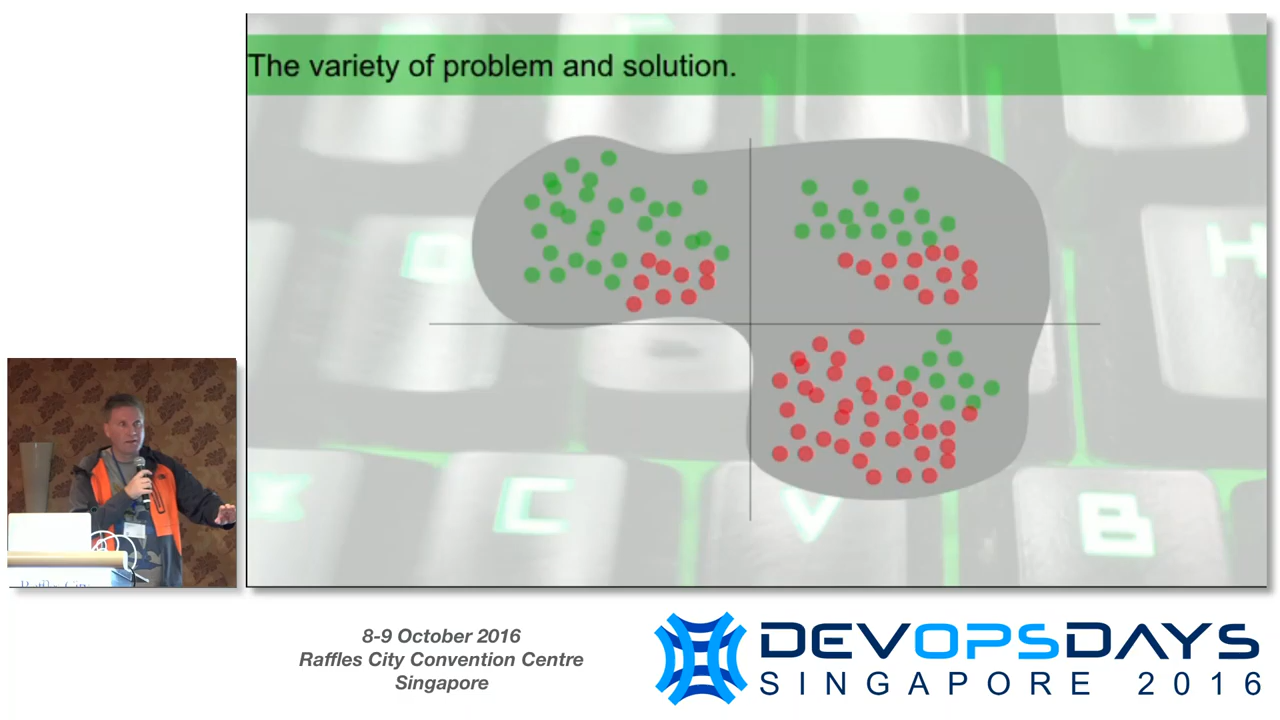 The variety of problem and solution.
D
H
C
V
B
8-9 October 2016
Raffles City Convention Centre
Singapore
DEVOPSDAYS
SINGAPORE 2016